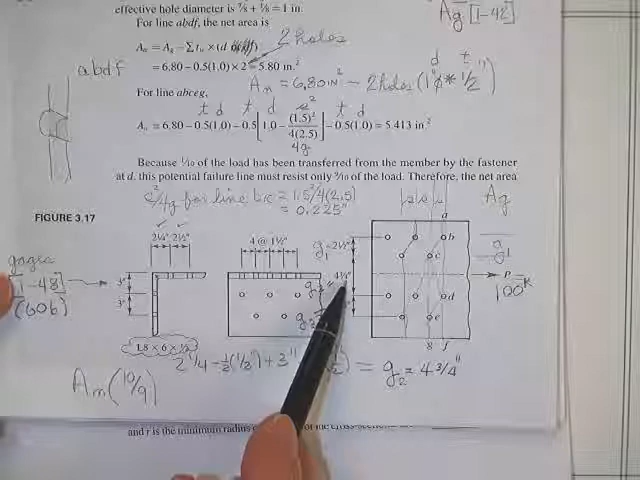 effective hole diameter is 7/8 + 1/8 = 1 in.
Ag [1-42]
For line abdf, the net area is
An = Ag − Σ tw × (d
2 holes
abdf
= 6.80 − 0.5(1.0) × 2 = 5.80 in.²
An = 6.80 in² − 2 holes (1"ϕ * 1/2")
d t
For line abceg,
t d t d s² t d
An = 6.80 − 0.5(1.0) − 0.5 [1.0 − (1.5)²/4(2.5)] − 0.5(1.0) = 5.413 in.²
4g
Because 1/10 of the load has been transferred from the member by the fastener
at d, this potential failure line must resist only 9/10 of the load. Therefore, the net area
s²/4g for line bc = 1.5²/4(2.5)
= 0.225"
Ag
FIGURE 3.17
2 1/4" 2 1/2"
4 @ 1 1/2"
g1 = 2 1/2"
a
b
c
gages
[1-48]
(606)
3"
3"
g2
4 1/4"
g3
d
e
P
100K
L8 × 6 × 1/2
g f
2 1/4 − 1/2(1/2") + 3"
= g2 = 4 3/4"
An (10/9)
and r is the minimum radius